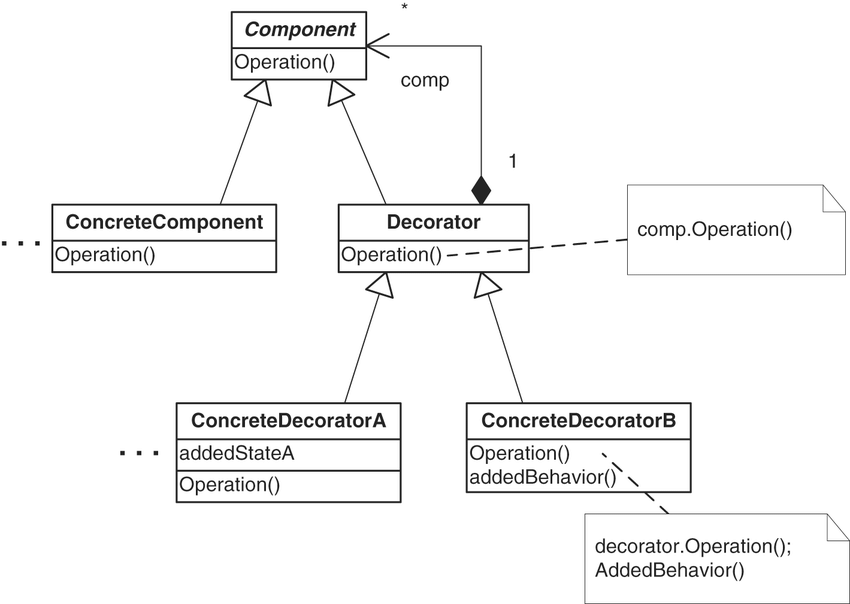 *
Component
Operation()
comp
1
ConcreteComponent
Operation()
Decorator
Operation()
comp.Operation()
...
ConcreteDecoratorA
addedStateA
Operation()
ConcreteDecoratorB
Operation()
addedBehavior()
...
decorator.Operation();
AddedBehavior()